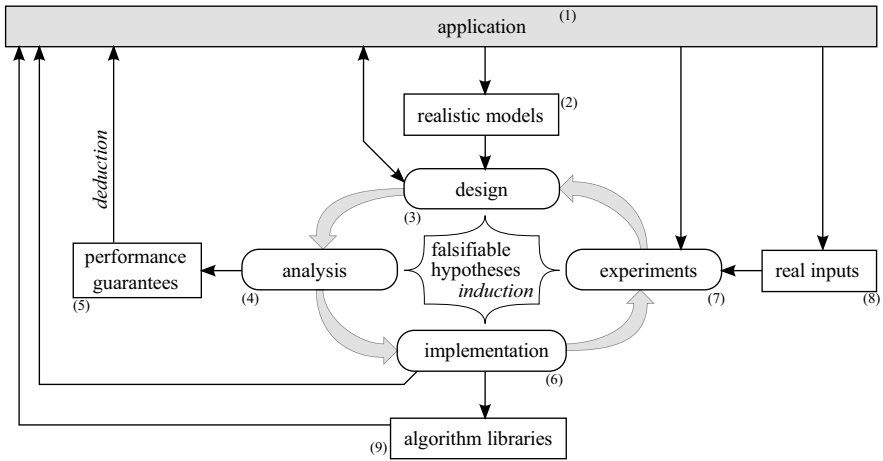 (1)
application
realistic models
(2)
deduction
design
(3)
falsifiable
hypotheses
induction
performance
guarantees
(5)
analysis
(4)
experiments
(7)
real inputs
(8)
implementation
(6)
algorithm libraries
(9)